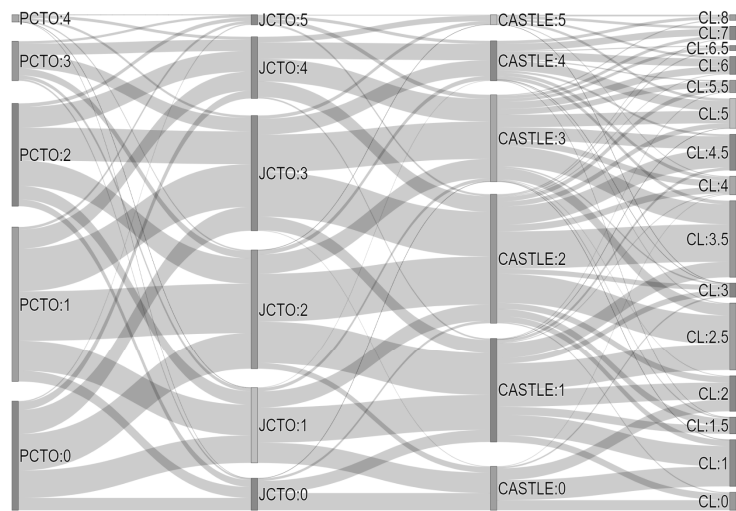 PCTO:4
PCTO:3
PCTO:2
PCTO:1
PCTO:0
JCTO:5
JCTO:4
JCTO:3
JCTO:2
JCTO:1
JCTO:0
CASTLE:5
CASTLE:4
CASTLE:3
CASTLE:2
CASTLE:1
CASTLE:0
CL:8
CL:7
CL:6.5
CL:6
CL:5.5
CL:5
CL:4.5
CL:4
CL:3.5
CL:3
CL:2.5
CL:2
CL:1.5
CL:1
CL:0